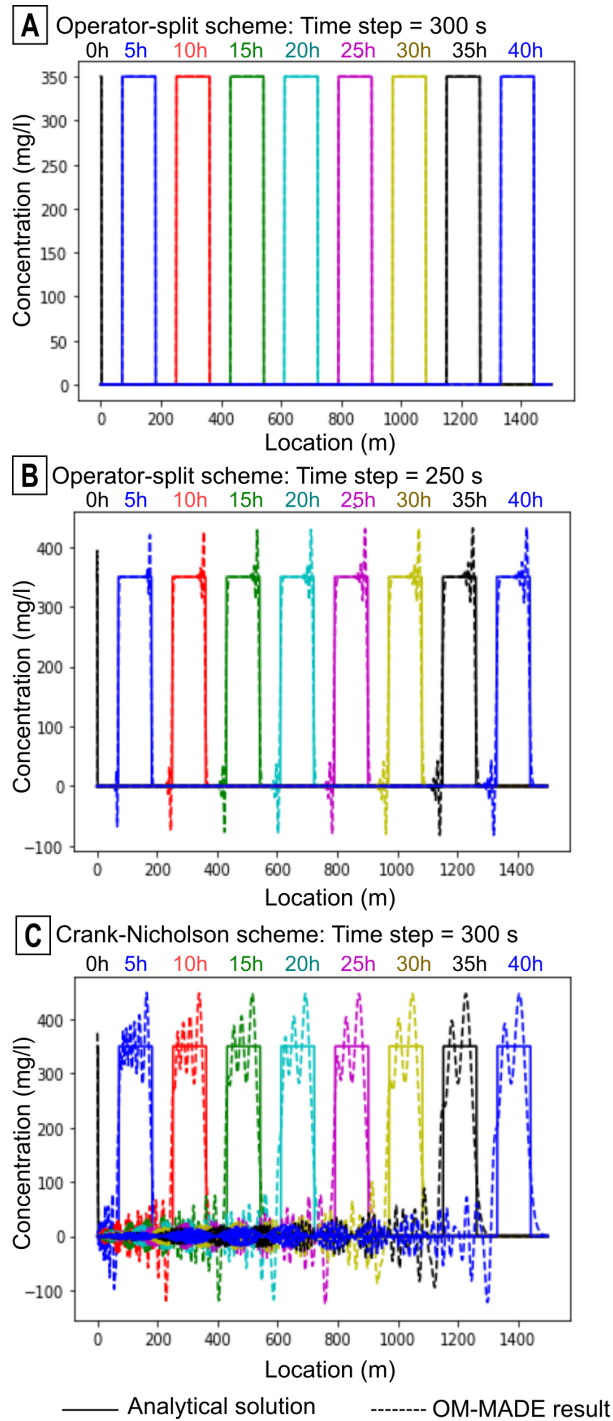 A Operator-split scheme: Time step = 300 s
0h 5h 10h 15h 20h 25h 30h 35h 40h
Concentration (mg/l)
350
300
250
200
150
100
50
0
0 200 400 600 800 1000 1200 1400
Location (m)
B Operator-split scheme: Time step = 250 s
0h 5h 10h 15h 20h 25h 30h 35h 40h
Concentration (mg/l)
400
300
200
100
0
−100
0 200 400 600 800 1000 1200 1400
Location (m)
C Crank-Nicholson scheme: Time step = 300 s
0h 5h 10h 15h 20h 25h 30h 35h 40h
Concentration (mg/l)
400
300
200
100
0
−100
0 200 400 600 800 1000 1200 1400
Location (m)
Analytical solution OM-MADE result